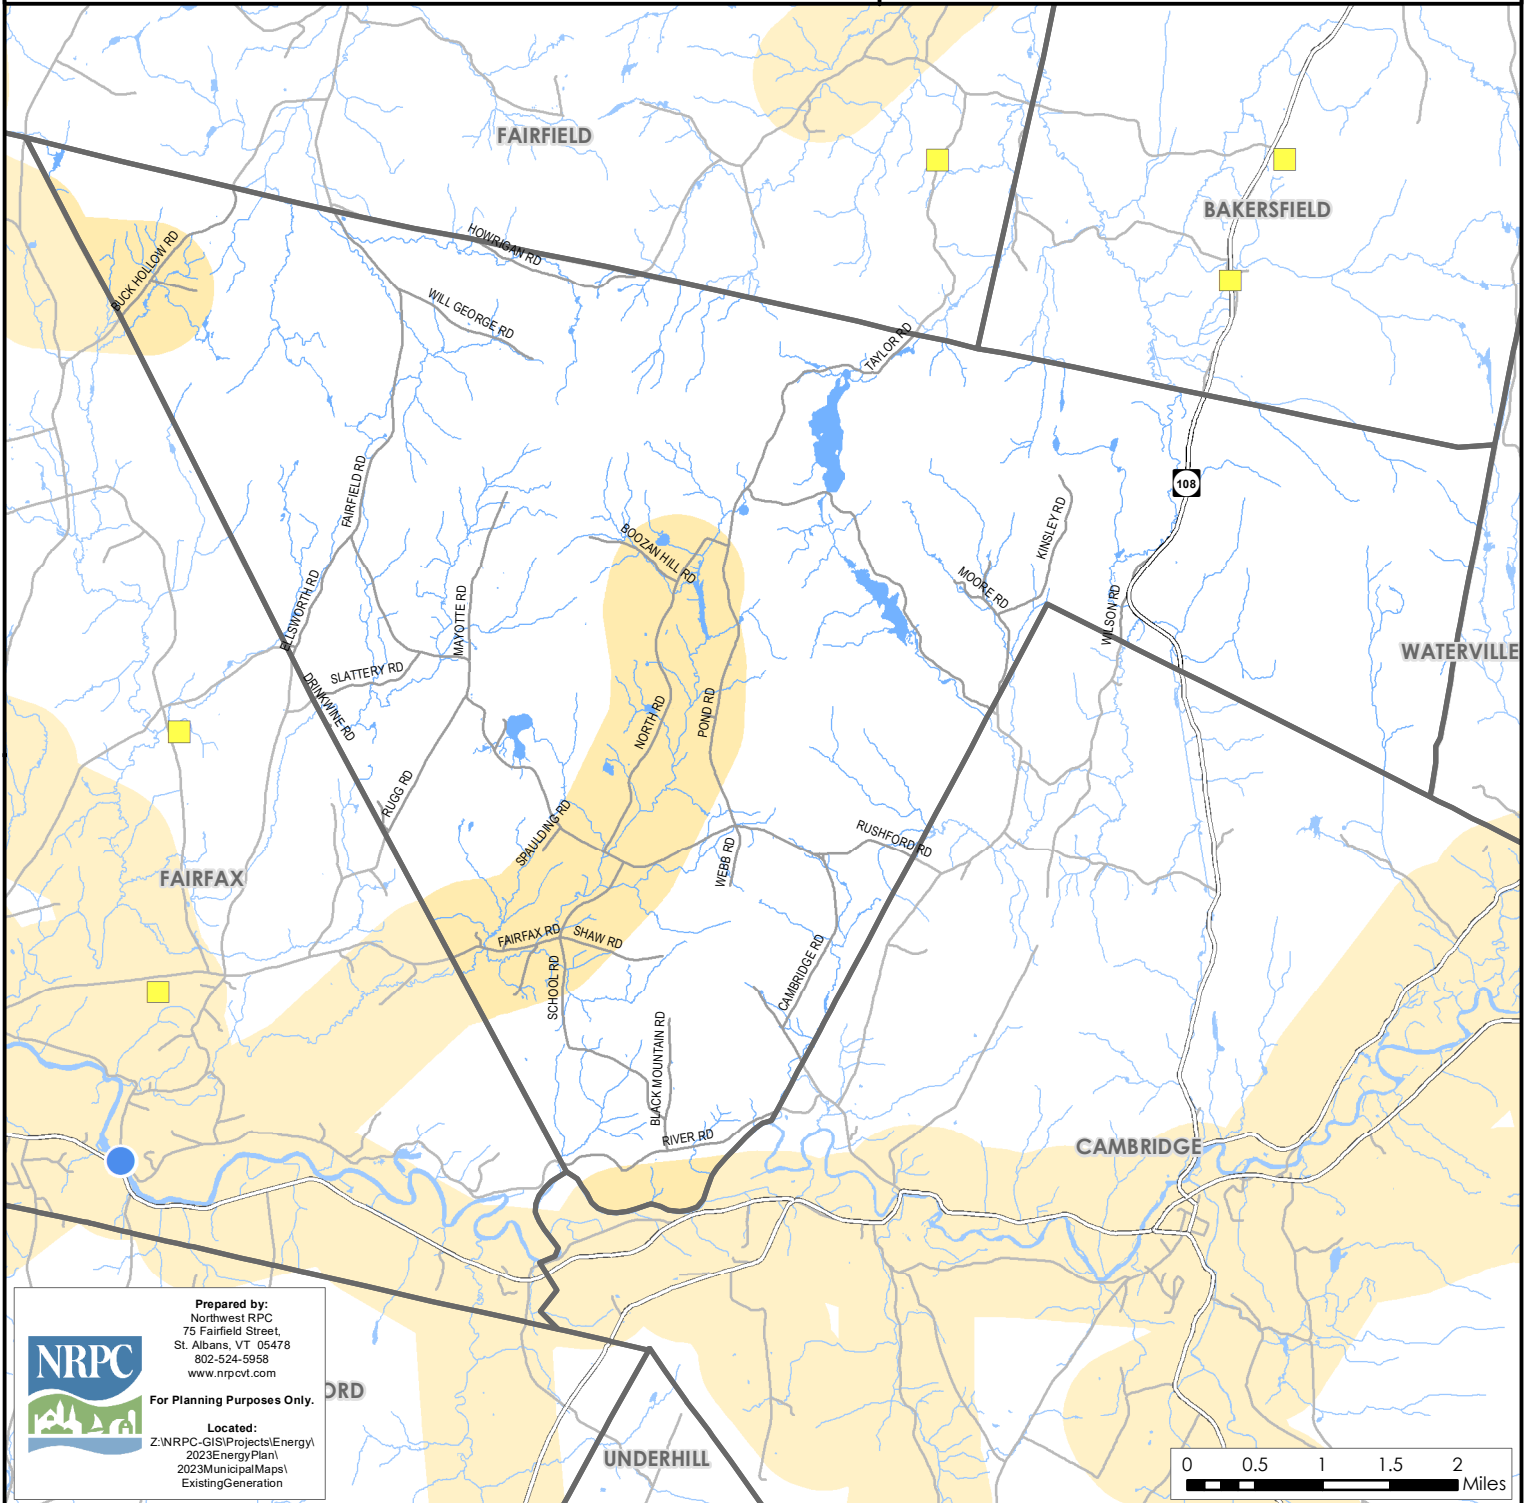 FAIRFIELD
BAKERSFIELD
BUCK HOLLOW RD
HOWRIGAN RD
WILL GEORGE RD
TAYLOR RD
FAIRFIELD RD
108
BOOZAN HILL RD
KINSLEY RD
MOORE RD
ELLSWORTH RD
MAYOTTE RD
WILSON RD
WATERVILLE
SLATTERY RD
DRINKWINE RD
NORTH RD
POND RD
RUGG RD
SPAULDING RD
RUSHFORD RD
WEBB RD
FAIRFAX
FAIRFAX RD
SHAW RD
SCHOOL RD
CAMBRIDGE RD
BLACK MOUNTAIN RD
RIVER RD
CAMBRIDGE
Prepared by:
Northwest RPC
75 Fairfield Street,
St. Albans, VT 05478
802-524-5958
www.nrpcvt.com
NRPC
For Planning Purposes Only.
ORD
Located:
Z:\NRPC-GIS\Projects\Energy\
2023EnergyPlan\
2023MunicipalMaps\
ExistingGeneration
UNDERHILL
0 0.5 1 1.5 2
Miles